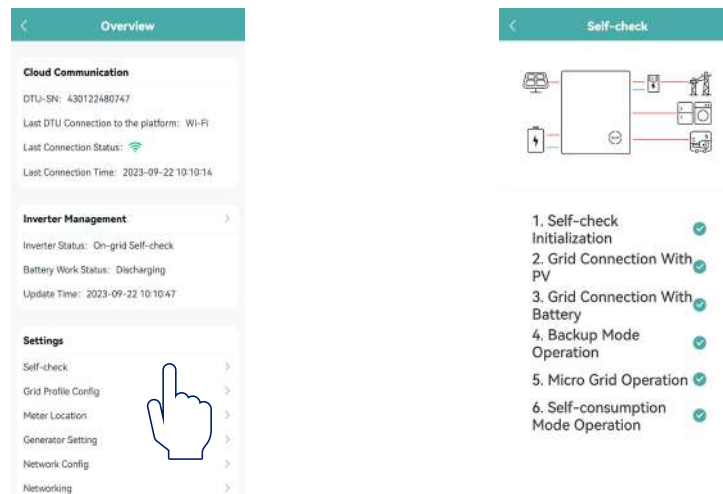 Overview
Cloud Communication
DTU-SN: 430122480747
Last DTU Connection to the platform: Wi-Fi
Last Connection Status:
Last Connection Time: 2023-09-22 10:10:14
Inverter Management
Inverter Status: On-grid Self-check
Battery Work Status: Discharging
Update Time: 2023-09-22 10:10:47
Settings
Self-check
Grid Profile Config
Meter Location
Generator Setting
Network Config
Networking
Self-check
1. Self-check
Initialization
2. Grid Connection With
PV
3. Grid Connection With
Battery
4. Backup Mode
Operation
5. Micro Grid Operation
6. Self-consumption
Mode Operation